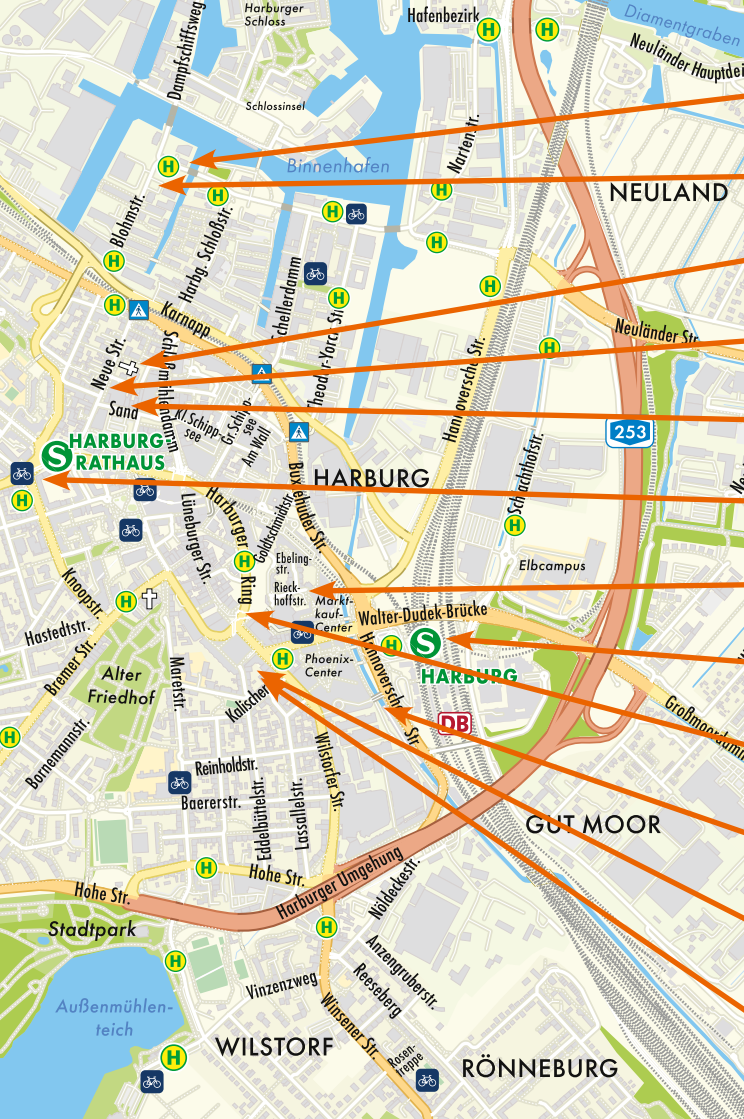 Harburger
Schloss
Hafenbezirk
H
H
Diamentgraben
Neuländer Hauptdei
Dampfschiffsweg
Schlossinsel
Nartenstr.
Binnenhafen
H
H
H
H
NEULAND
Blohmstr.
Harbg. Schloßstr.
H
H
Schellerdamm
H
H
H
Karnapp
Theodor-Yorck-St
Neuländer Str.
Neue Str.
H
Hannoversche Str.
Sand
Kl. Schipp-
see
Gr. Schipp-
see
Am Wall
253
S
HARBURG
RATHAUS
H
HARBURG
Buxtehuder Str.
Schlachthofstr.
H
Lüneburger Str.
Harburger Ring
Goldschmidtstr.
H
Ebeling-
str.
Rieck-
hoffstr.
Elbcampus
Knoopstr.
H
Markt-
kauf-
Center
Walter-Dudek-Brücke
Hastedtstr.
Bremer Str.
H
S
HARBURG
H
Phoenix-
Center
Hannoversche Str.
Alter
Friedhof
Maretstr.
Kalischer
DB
Großmoordamm
H
Bornemannstr.
Wilstorfer Str.
Reinholdstr.
Baererstr.
Eddelbüttelstr.
Lassallestr.
GUT MOOR
H
Hohe Str.
Hohe Str.
Harburger Umgehung
Nöldeckestr.
Stadtpark
H
H
Anzengruberstr.
Reeseberg
Vinzenzweg
Außenmühlen-
teich
Winsener Str.
WILSTORF
H
Rosen-
treppe
RÖNNEBURG